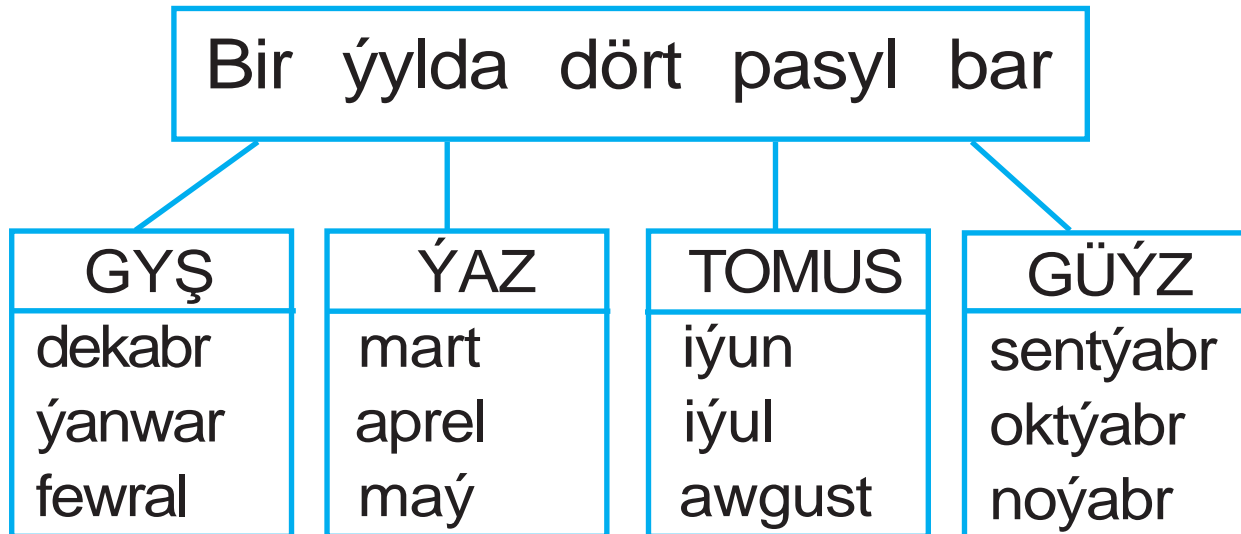 Bir ýylda dört pasyl bar
GYŞ
dekabr
ýanwar
fewral
ÝAZ
mart
aprel
maý
TOMUS
iýun
iýul
awgust
GÜÝZ
sentýabr
oktýabr
noýabr